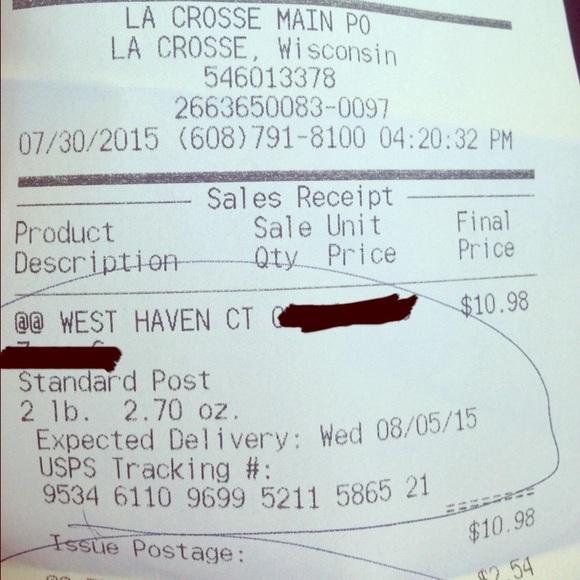 LA CROSSE MAIN PO
LA CROSSE, Wisconsin
546013378
2663650083-0097
07/30/2015 (608)791-8100 04:20:32 PM
Sales Receipt
Product Sale Unit Final
Description Qty Price Price
@@ WEST HAVEN CT $10.98
Standard Post
2 lb. 2.70 oz.
Expected Delivery: Wed 08/05/15
USPS Tracking #:
9534 6110 9699 5211 5865 21
========
Issue Postage: $10.98
$2.54